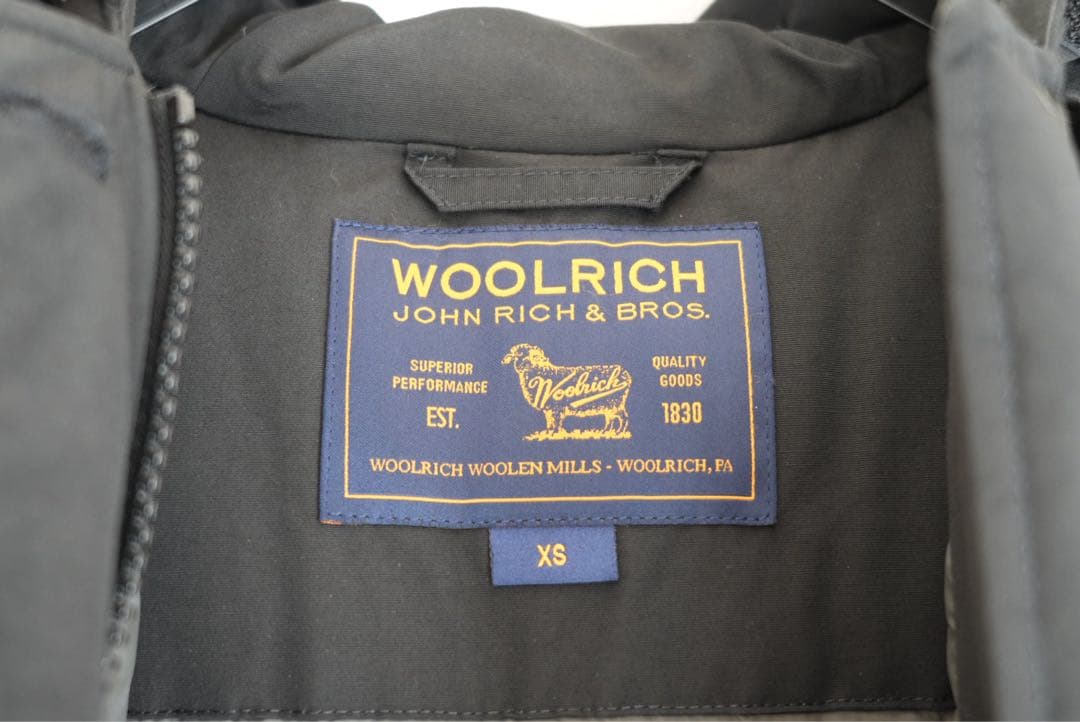 WOOLRICH
JOHN RICH & BROS.
SUPERIOR
PERFORMANCE
EST.
Woolrich
QUALITY
GOODS
1830
WOOLRICH WOOLEN MILLS - WOOLRICH, PA
XS